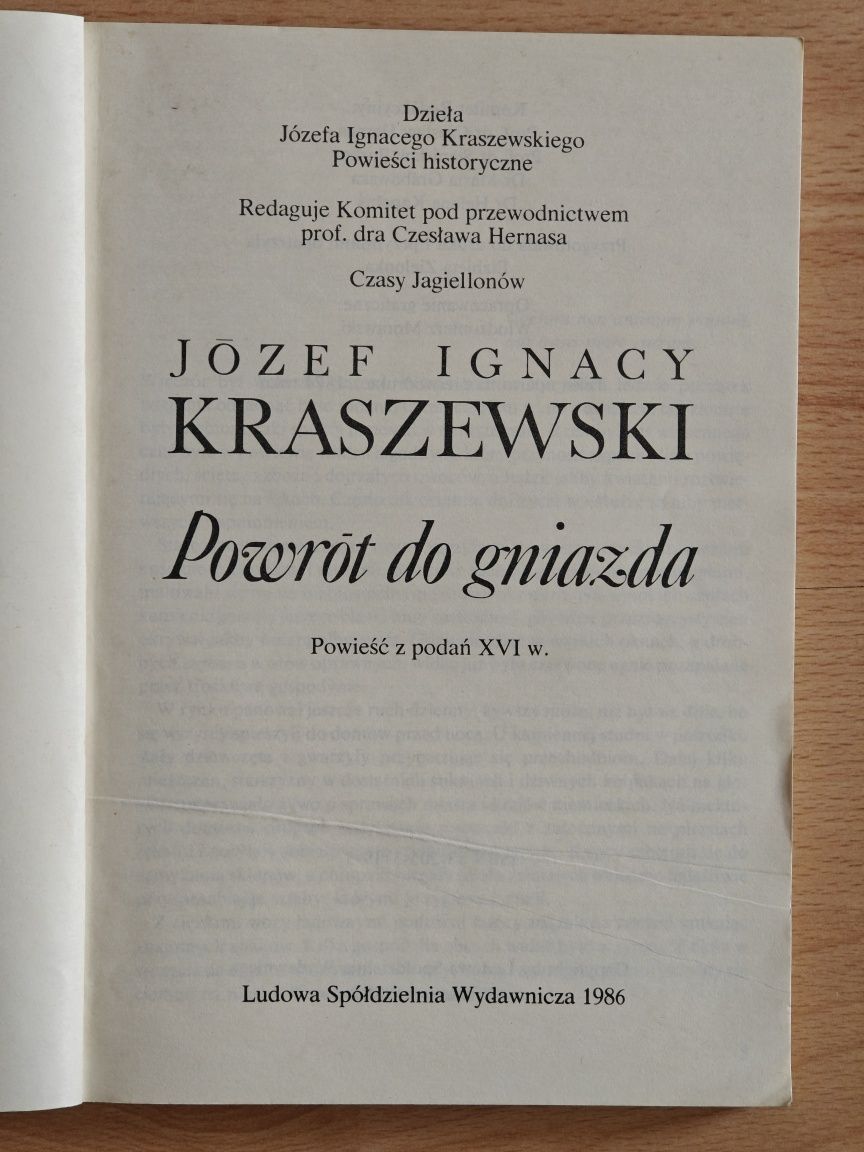 Dzieła
Józefa Ignacego Kraszewskiego
Powieści historyczne
Redaguje Komitet pod przewodnictwem
prof. dra Czesława Hernasa
Czasy Jagiellonów
JÓZEF IGNACY
KRASZEWSKI
Powrót do gniazda
Powieść z podań XVI w.
Ludowa Spółdzielnia Wydawnicza 1986